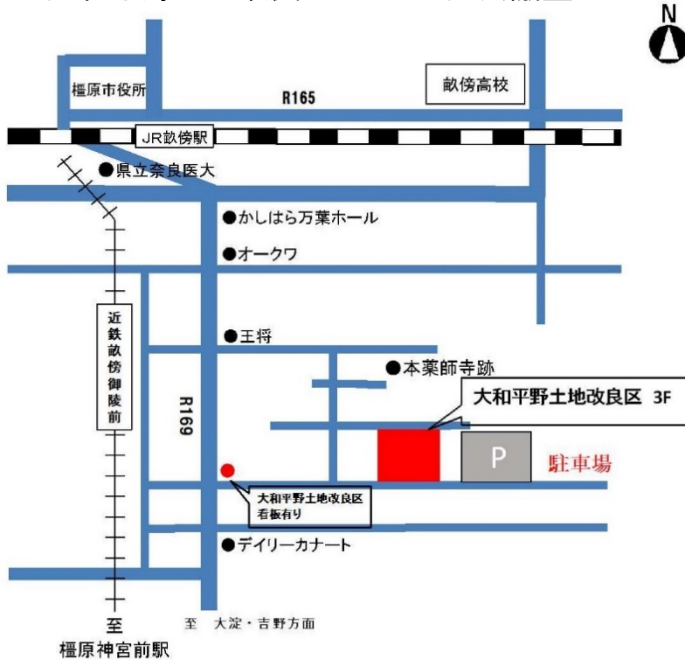 N
橿原市役所
R165
畝傍高校
JR畝傍駅
●県立奈良医大
●かしはら万葉ホール
●オークワ
近鉄畝傍御陵前
R169
●王将
●本薬師寺跡
大和平野土地改良区 3F
P
駐車場
大和平野土地改良区
看板有り
●デイリーカナート
至
橿原神宮前駅
至 大淀・吉野方面